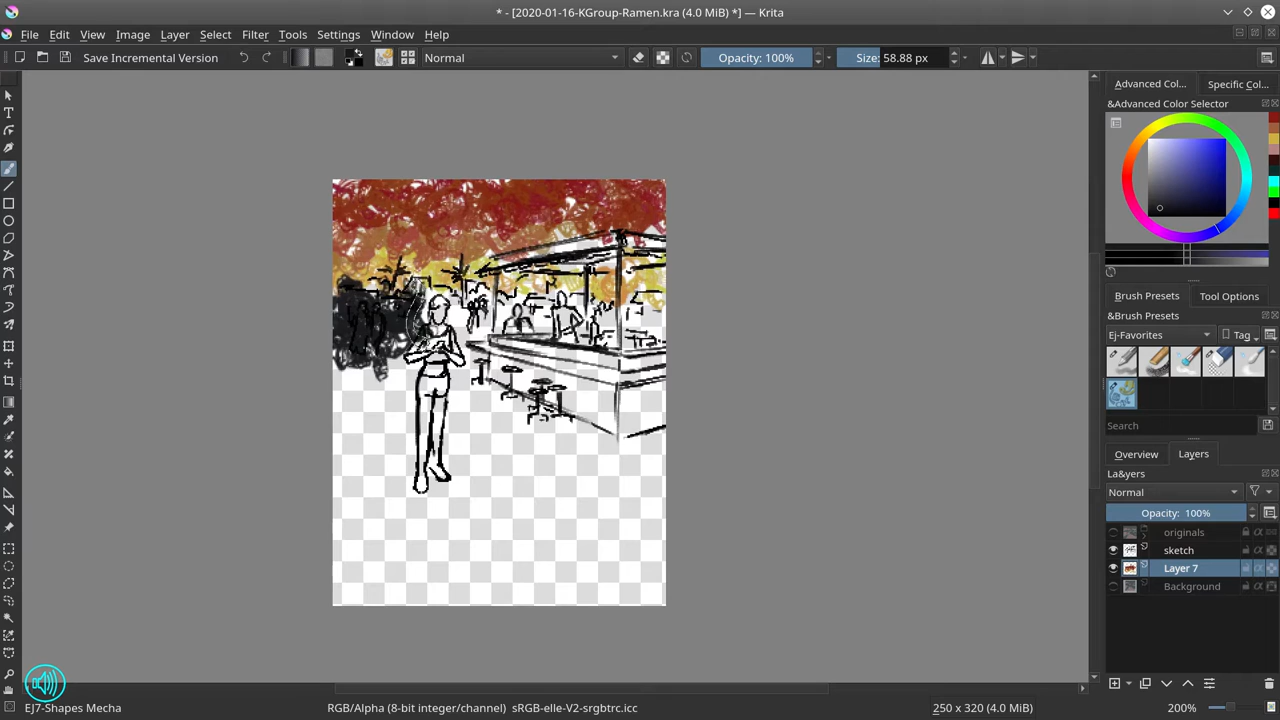 * - [2020-01-16-KGroup-Ramen.kra (4.0 MiB) *] — Krita
File Edit View Image Layer Select Filter Tools Settings Window Help
Save Incremental Version Normal Opacity: 100% Size: 58.88 px
Advanced Col... Specific Col...
&Advanced Color Selector
Brush Presets Tool Options
&Brush Presets
Ej-Favorites Tag
Search
Overview Layers
La&yers
Normal
Opacity: 100%
originals
sketch
Layer 7
Background
EJ7-Shapes Mecha RGB/Alpha (8-bit integer/channel) sRGB-elle-V2-srgbtrc.icc 250 x 320 (4.0 MiB) 200%